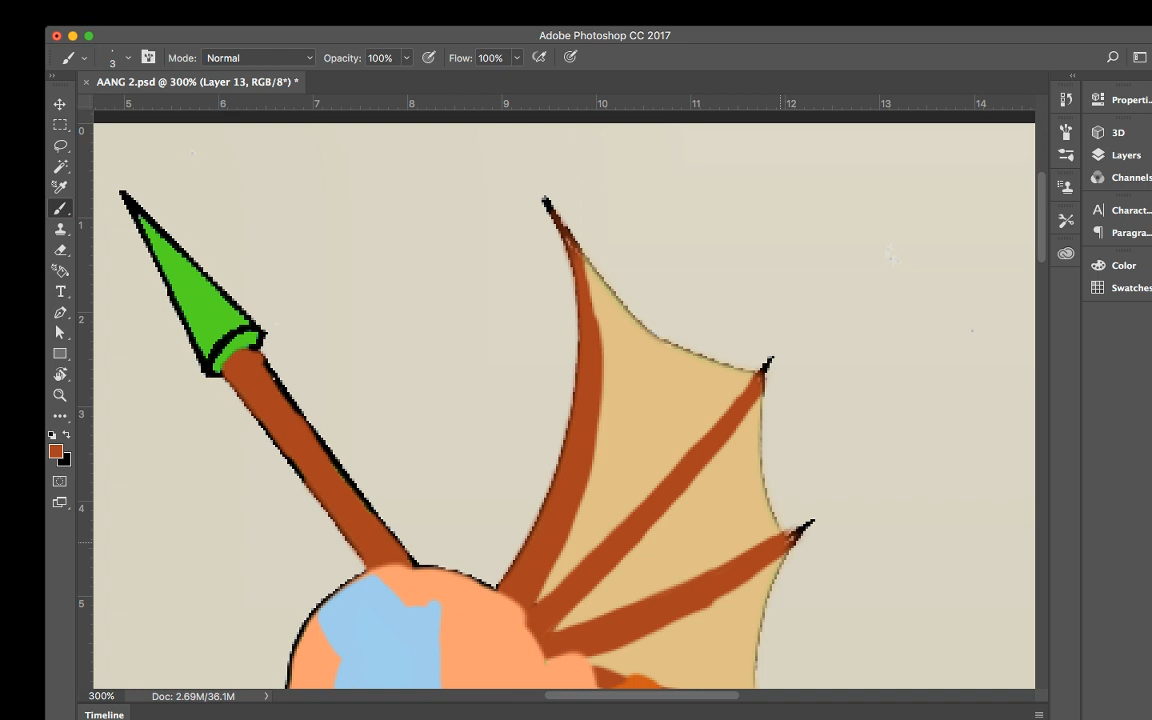 Adobe Photoshop CC 2017
3 Mode: Normal Opacity: 100% Flow: 100%
AANG 2.psd @ 300% (Layer 13, RGB/8*) *
5 6 7 8 9 10 11 12 13 14
0
1
2
3
4
5
Properti...
3D
Layers
Channels
Charact...
Paragra...
Color
Swatches
300% Doc: 2.69M/36.1M
Timeline